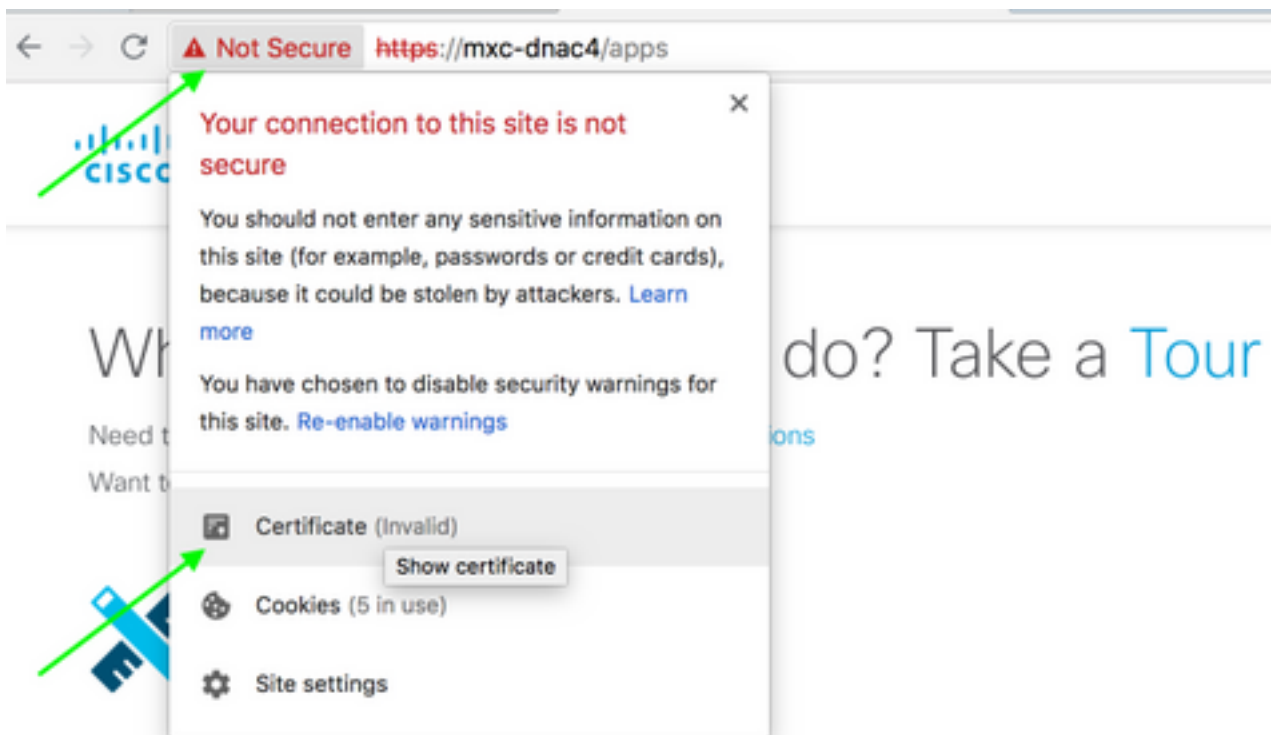 Not Secure https://mxc-dnac4/apps
Your connection to this site is not
secure
CISCO
You should not enter any sensitive information on
this site (for example, passwords or credit cards),
because it could be stolen by attackers. Learn
more
do? Take a Tour
You have chosen to disable security warnings for
this site. Re-enable warnings
Need
Certificate (Invalid)
Show certificate
Cookies (5 in use)
Site settings